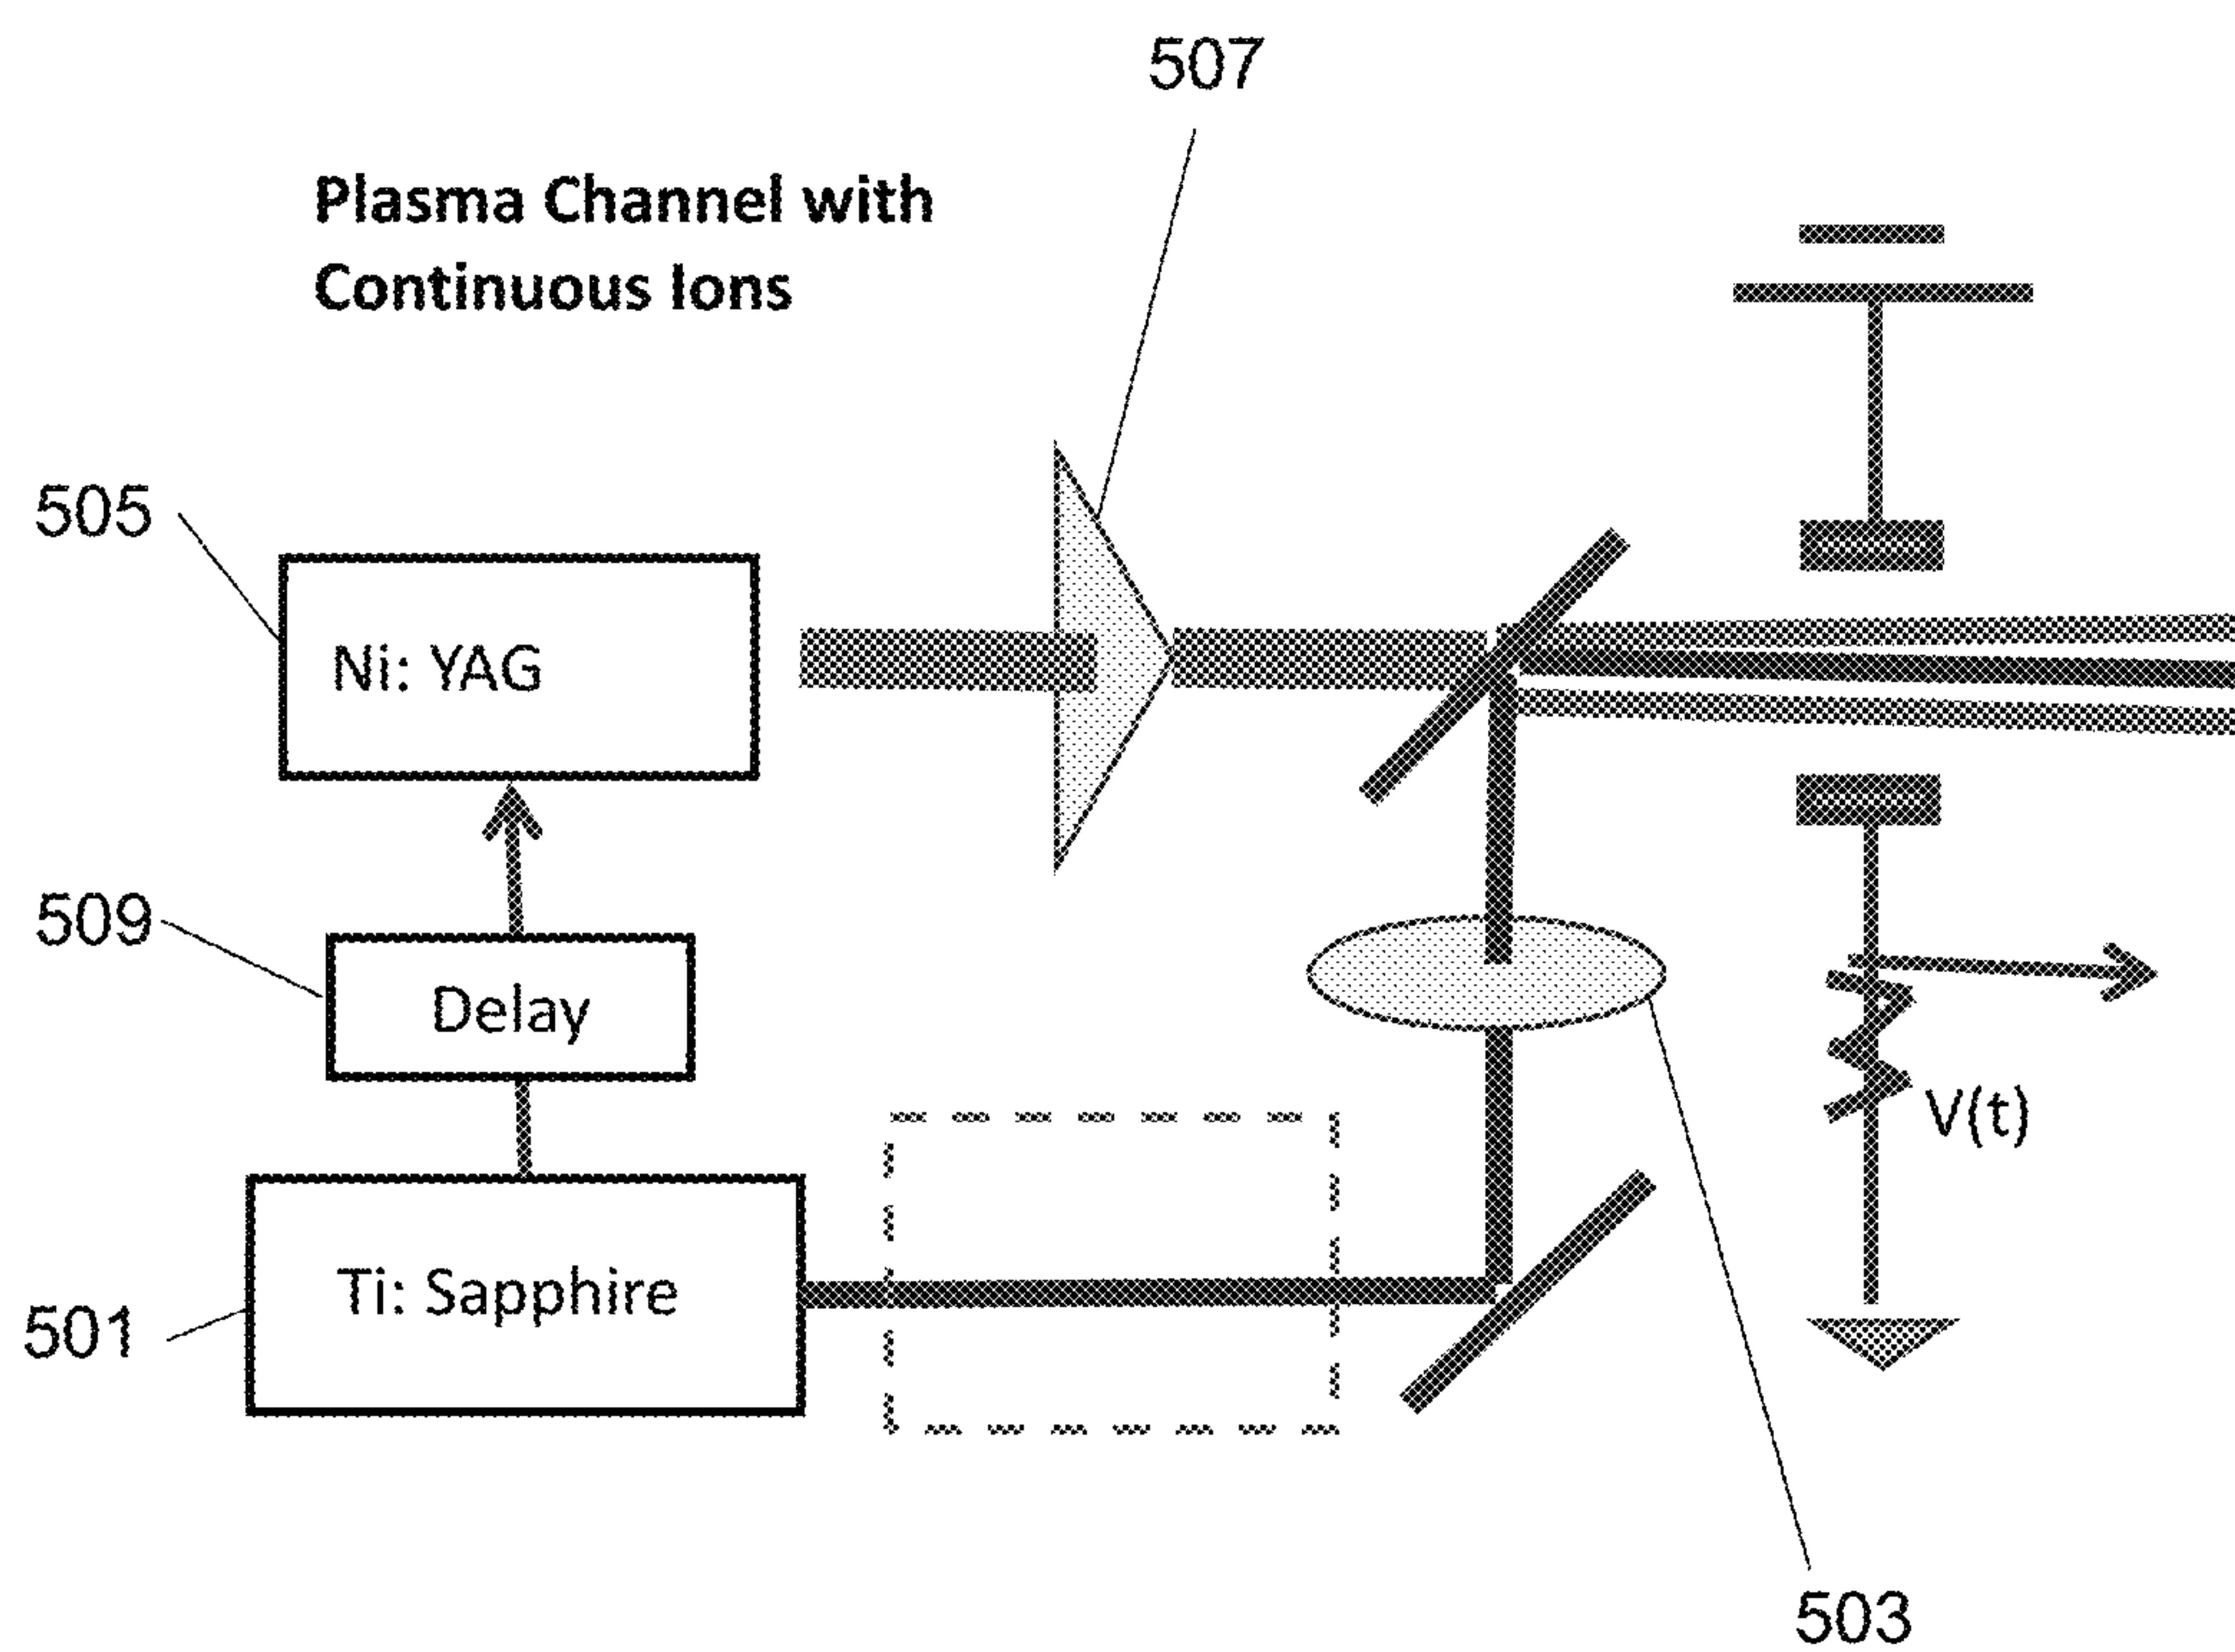 507
Plasma Channel with
Continuous Ions
505
Ni: YAG
509
Delay
V(t)
501
Ti: Sapphire
503